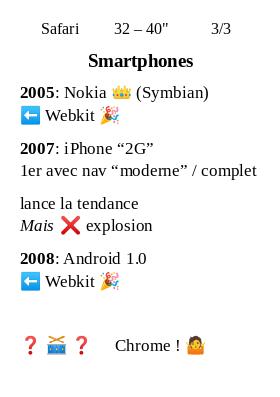 Safari 32 – 40" 3/3
Smartphones
2005: Nokia 👑 (Symbian)
⬅️ Webkit 🎉
2007: iPhone “2G”
1er avec nav “moderne” / complet
lance la tendance
Mais ❌ explosion
2008: Android 1.0
⬅️ Webkit 🎉
❓ 🥁 ❓ Chrome ! 🤷